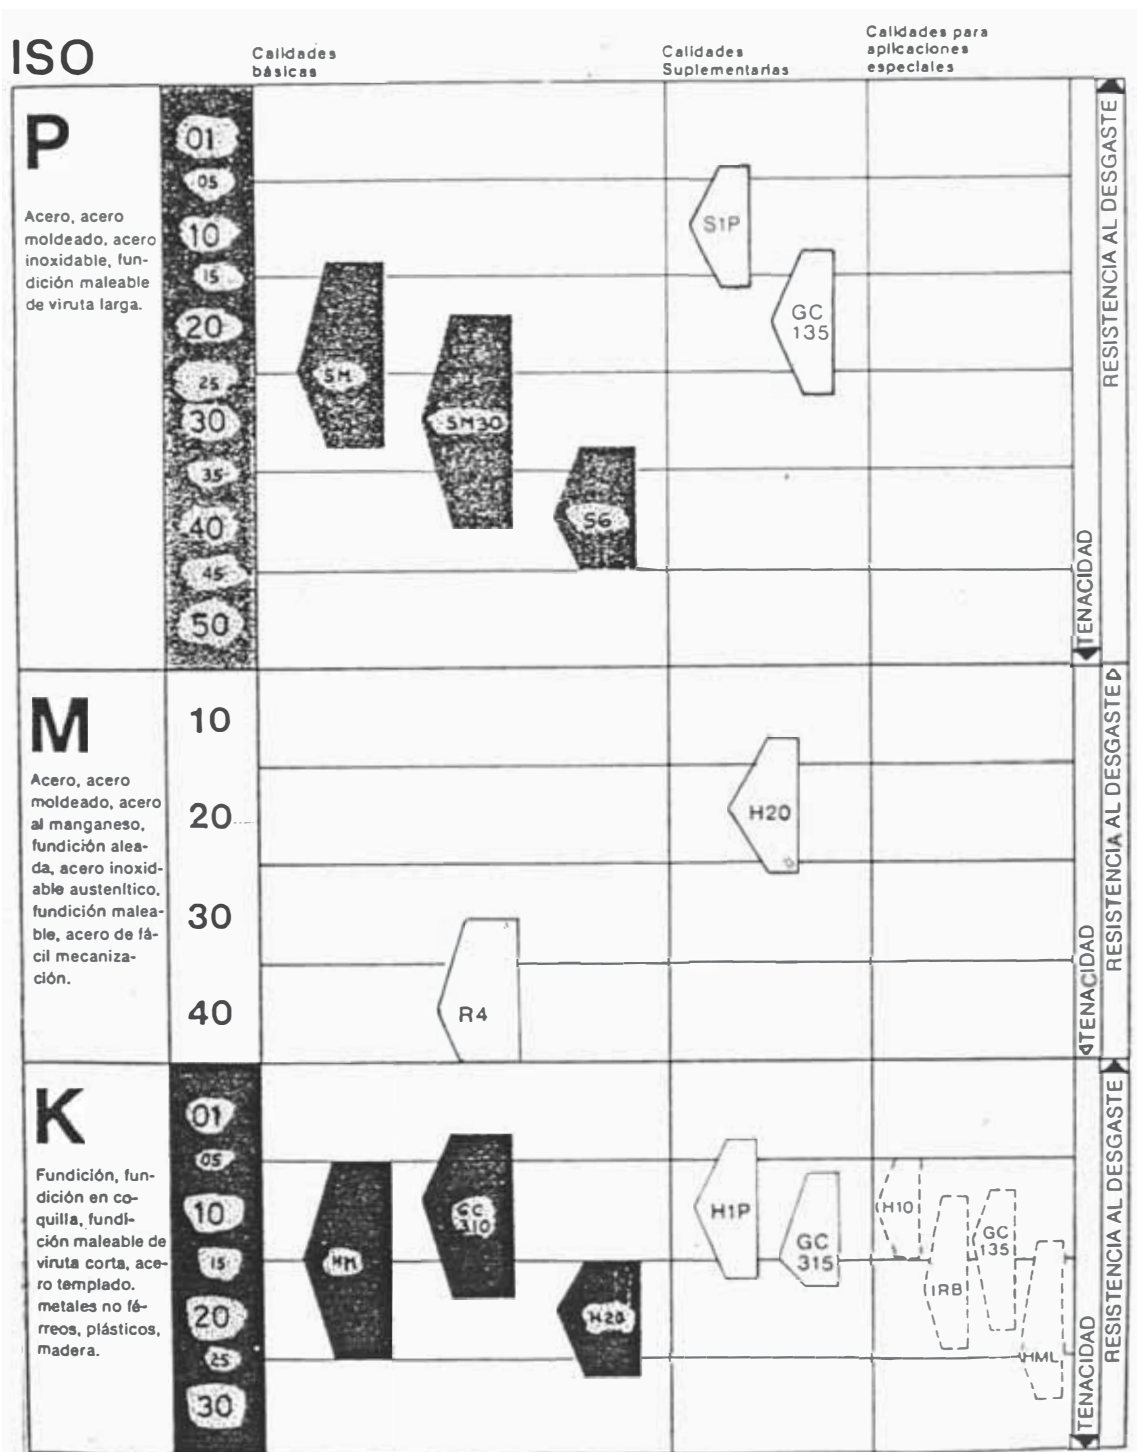 ISO
Calidades
básicas
Calidades
Suplementarias
Calidades para
aplicaciones
especiales
P
Acero, acero
moldeado, acero
inoxidable, fun-
dición maleable
de viruta larga.
01
05
10
15
20
25
30
35
40
45
50
SM
SM30
S6
S1P
GC
135
RESISTENCIA AL DESGASTE
TENACIDAD
M
Acero, acero
moldeado, acero
al manganeso,
fundición alea-
da, acero inoxid-
able austenítico,
fundición malea-
ble, acero de fá-
cil mecaniza-
ción.
10
20
30
40
R4
H20
RESISTENCIA AL DESGASTE
TENACIDAD
K
Fundición, fun-
dición en co-
quilla, fundi-
ción maleable de
viruta corta, ace-
ro templado.
metales no fé-
rreos, plásticos,
madera.
01
05
10
15
20
25
30
HM
GC
310
H20
H1P
GC
315
H10
IRB
GC
135
HML
RESISTENCIA AL DESGASTE
TENACIDAD